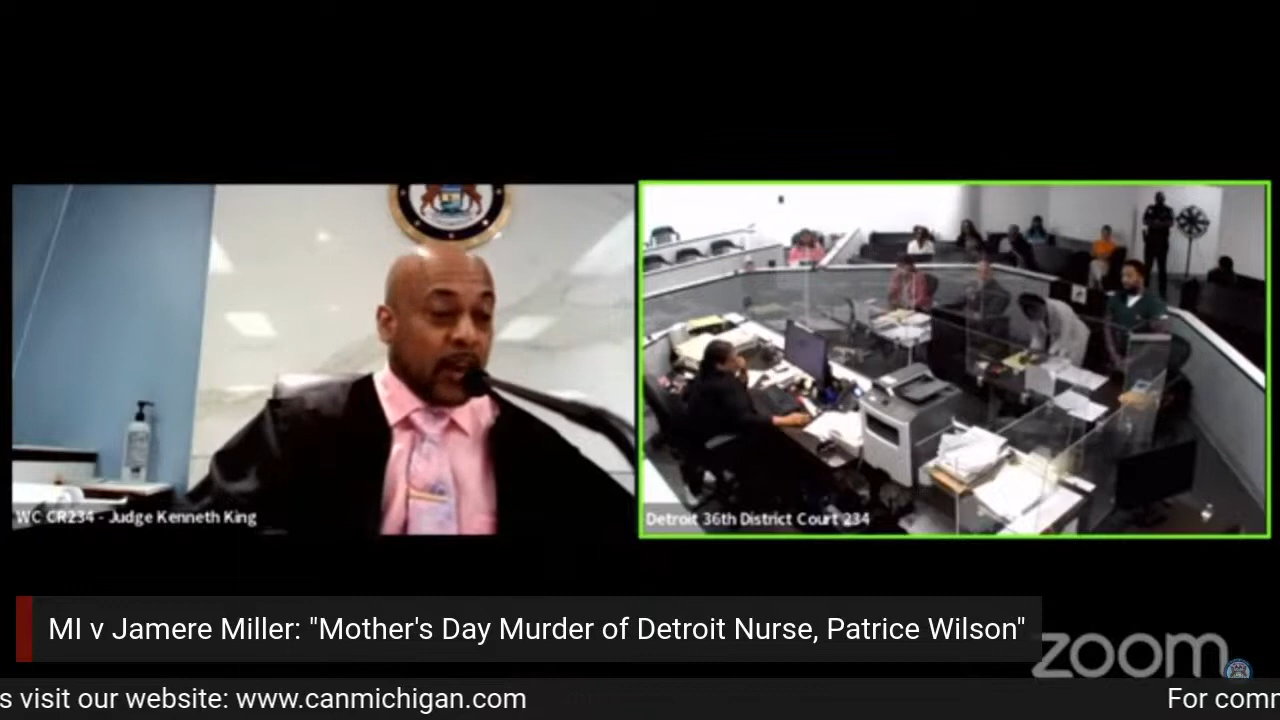 WC CR234 - Judge Kenneth King
Detroit 36th District Court 234
MI v Jamere Miller: "Mother's Day Murder of Detroit Nurse, Patrice Wilson"
zoom
s visit our website: www.canmichigan.com
For comm